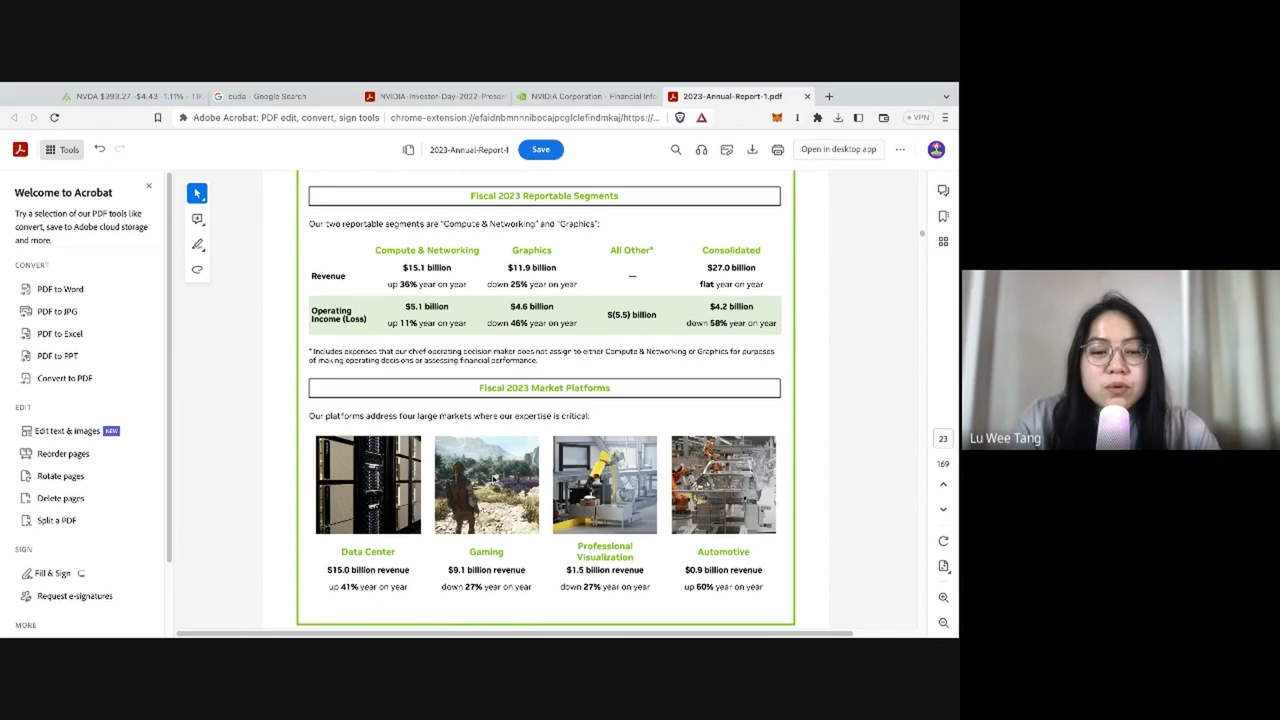 NVDA $393.27 -$4.43 -1.11%
cuda - Google Search
NVIDIA-Investor-Day-2022-Present
NVIDIA Corporation - Financial Info
2023-Annual-Report-1.pdf
Adobe Acrobat: PDF edit, convert, sign tools
chrome-extension://efaidnbmnnnibpcajpcglclefindmkaj/https://...
VPN
Tools
2023-Annual-Report-1
Save
Open in desktop app
Welcome to Acrobat
Try a selection of our PDF tools like
convert, save to Adobe cloud storage
and more.
CONVERT
PDF to Word
PDF to JPG
PDF to Excel
PDF to PPT
Convert to PDF
EDIT
Edit text & images NEW
Reorder pages
Rotate pages
Delete pages
Split a PDF
SIGN
Fill & Sign
Request e-signatures
MORE
Fiscal 2023 Reportable Segments
Our two reportable segments are "Compute & Networking" and "Graphics":
Compute & Networking Graphics All Other* Consolidated
Revenue
$15.1 billion $11.9 billion — $27.0 billion
up 36% year on year down 25% year on year flat year on year
Operating
Income (Loss)
$5.1 billion $4.6 billion $(5.5) billion $4.2 billion
up 11% year on year down 46% year on year down 58% year on year
* Includes expenses that our chief operating decision maker does not assign to either Compute & Networking or Graphics for purposes
of making operating decisions or assessing financial performance.
Fiscal 2023 Market Platforms
Our platforms address four large markets where our expertise is critical:
Data Center
$15.0 billion revenue
up 41% year on year
Gaming
$9.1 billion revenue
down 27% year on year
Professional
Visualization
$1.5 billion revenue
down 27% year on year
Automotive
$0.9 billion revenue
up 60% year on year
23
169
Lu Wee Tang